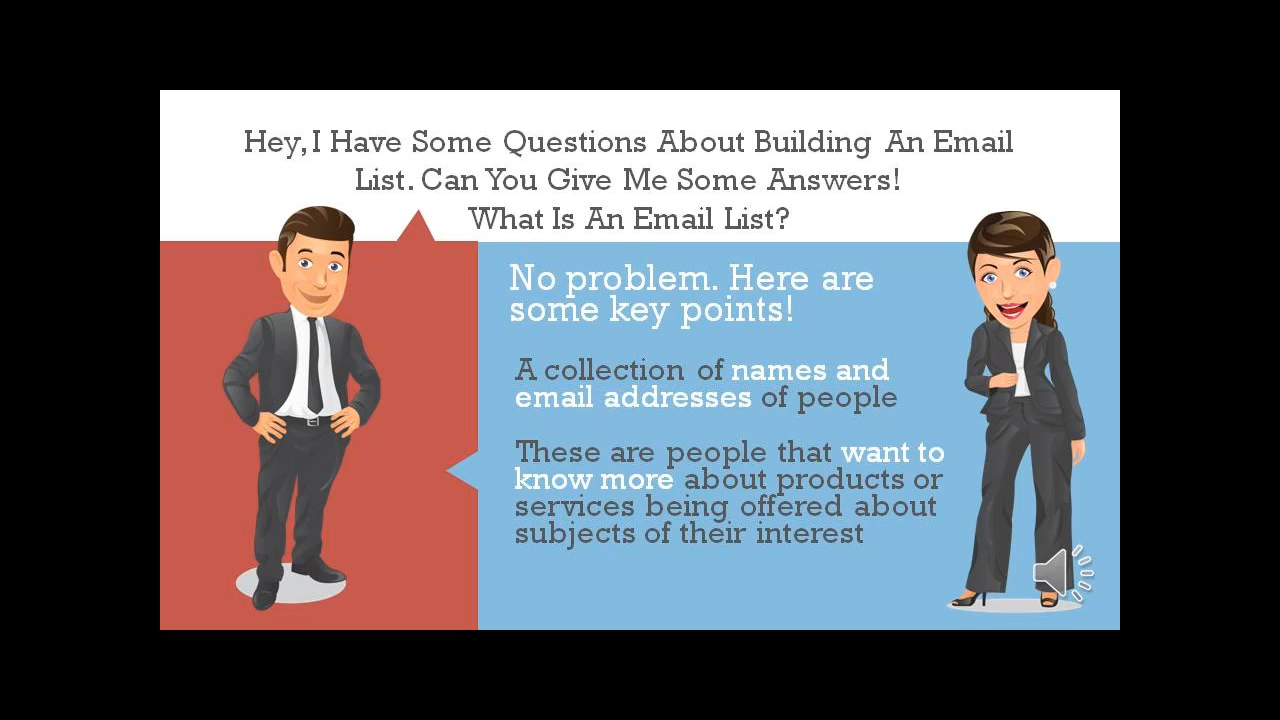 Hey, I Have Some Questions About Building An Email
List. Can You Give Me Some Answers!
What Is An Email List?
No problem. Here are
some key points!
A collection of names and
email addresses of people
These are people that want to
know more about products or
services being offered about
subjects of their interest